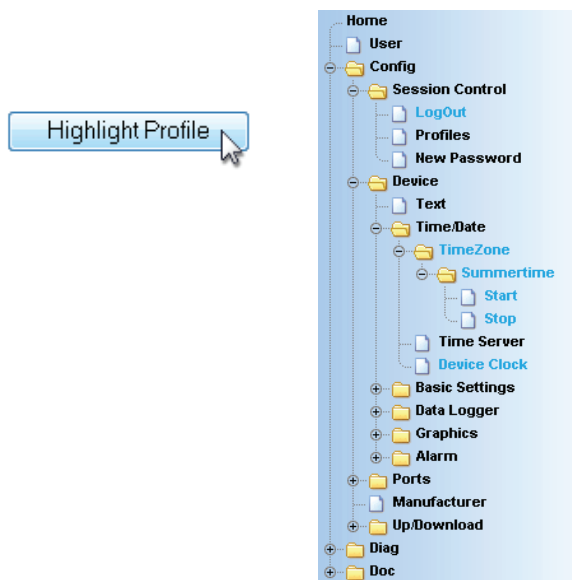 Highlight Profile
Home
User
Config
Session Control
LogOut
Profiles
New Password
Device
Text
Time/Date
TimeZone
Summertime
Start
Stop
Time Server
Device Clock
Basic Settings
Data Logger
Graphics
Alarm
Ports
Manufacturer
Up/Download
Diag
Doc